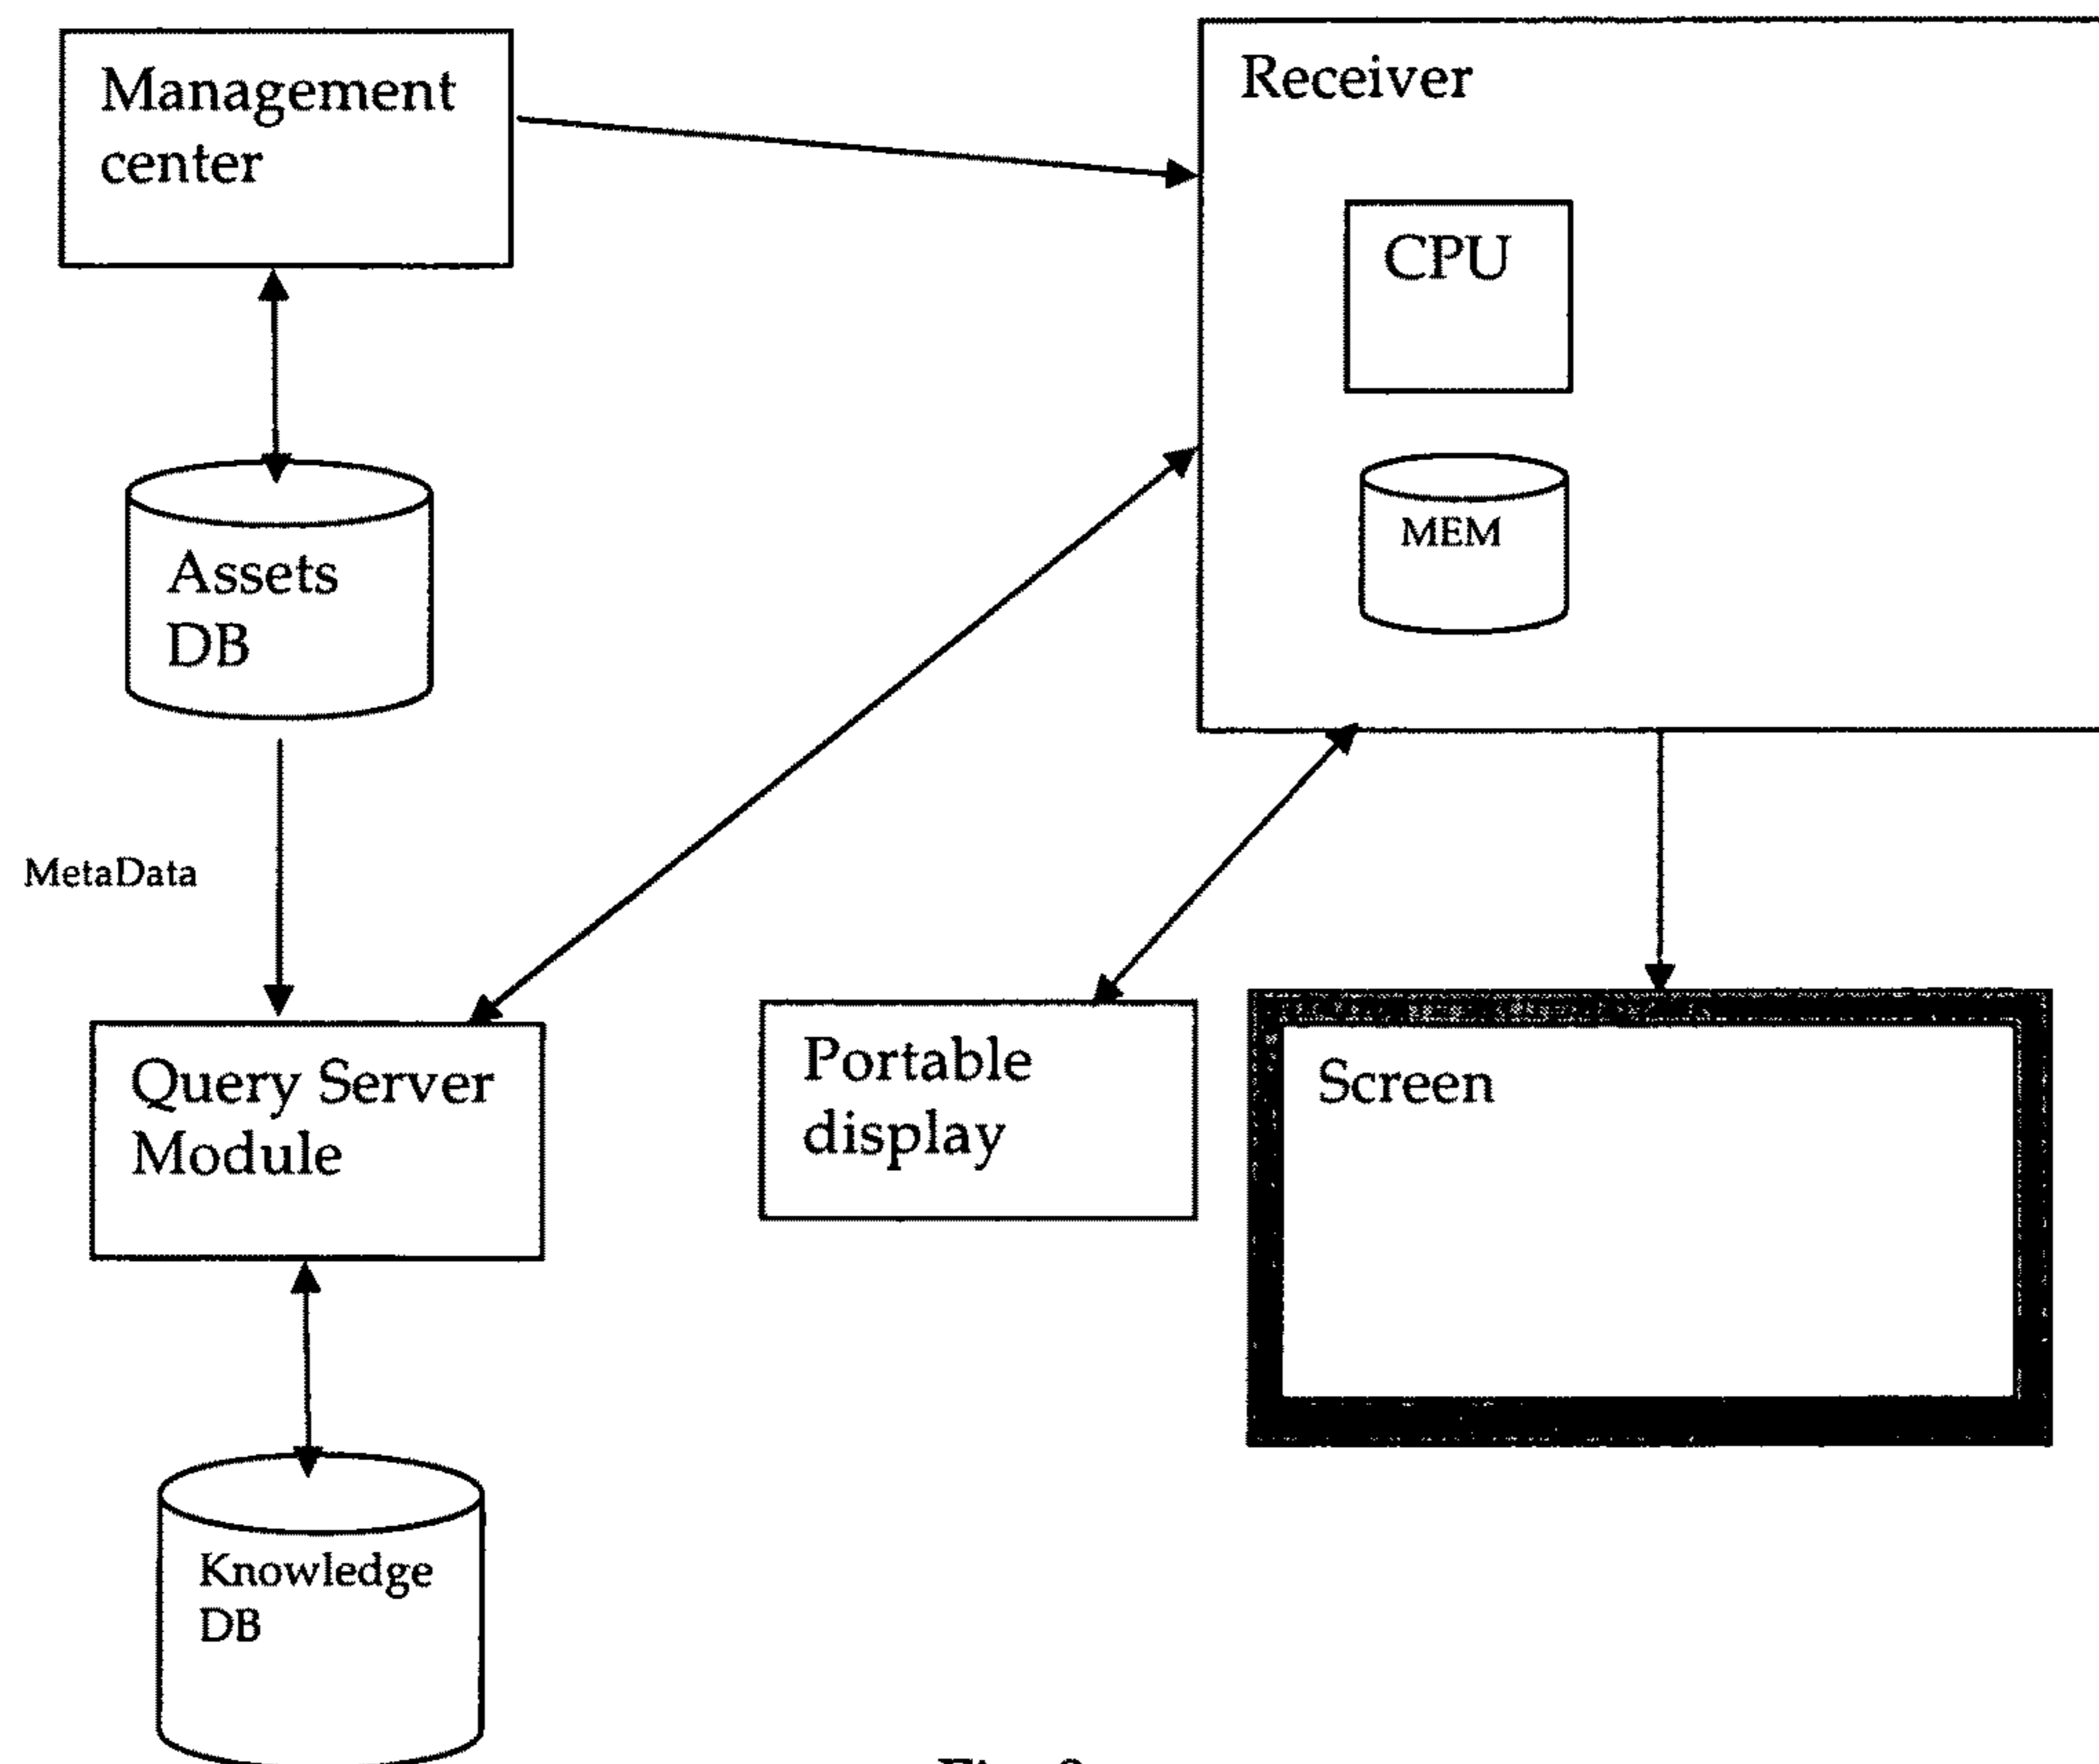 Management
center
Receiver
CPU
MEM
Assets
DB
MetaData
Query Server
Module
Portable
display
Screen
Knowledge
DB